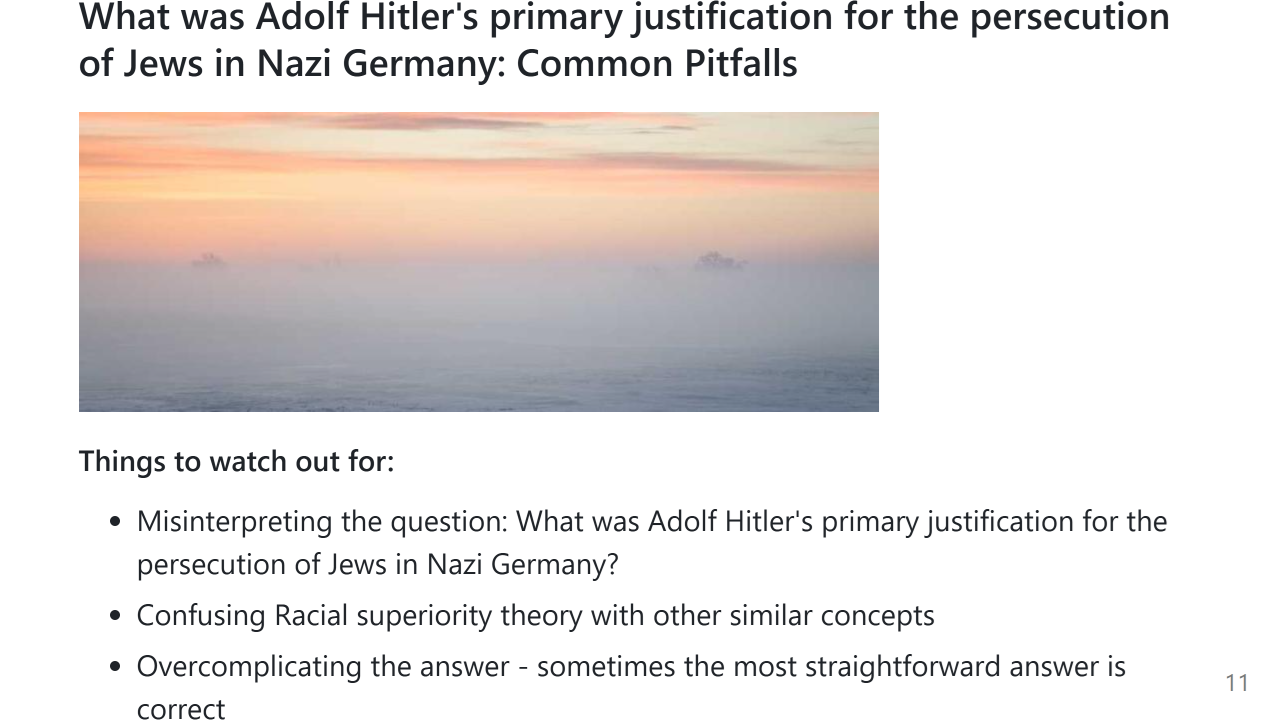 What was Adolf Hitler's primary justification for the persecution
of Jews in Nazi Germany: Common Pitfalls
Things to watch out for:
• Misinterpreting the question: What was Adolf Hitler's primary justification for the
persecution of Jews in Nazi Germany?
• Confusing Racial superiority theory with other similar concepts
• Overcomplicating the answer - sometimes the most straightforward answer is
correct
11